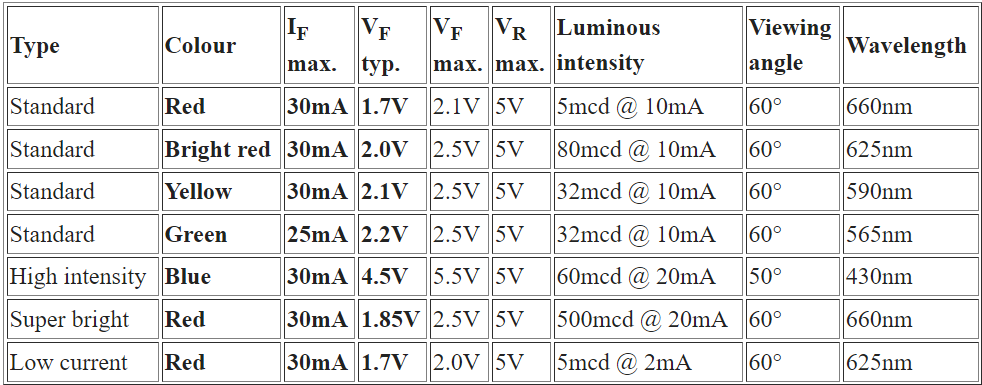 Type Colour IF max. VF typ. VF max. VR max. Luminous intensity Viewing angle Wavelength
Standard Red 30mA 1.7V 2.1V 5V 5mcd @ 10mA 60° 660nm
Standard Bright red 30mA 2.0V 2.5V 5V 80mcd @ 10mA 60° 625nm
Standard Yellow 30mA 2.1V 2.5V 5V 32mcd @ 10mA 60° 590nm
Standard Green 25mA 2.2V 2.5V 5V 32mcd @ 10mA 60° 565nm
High intensity Blue 30mA 4.5V 5.5V 5V 60mcd @ 20mA 50° 430nm
Super bright Red 30mA 1.85V 2.5V 5V 500mcd @ 20mA 60° 660nm
Low current Red 30mA 1.7V 2.0V 5V 5mcd @ 2mA 60° 625nm